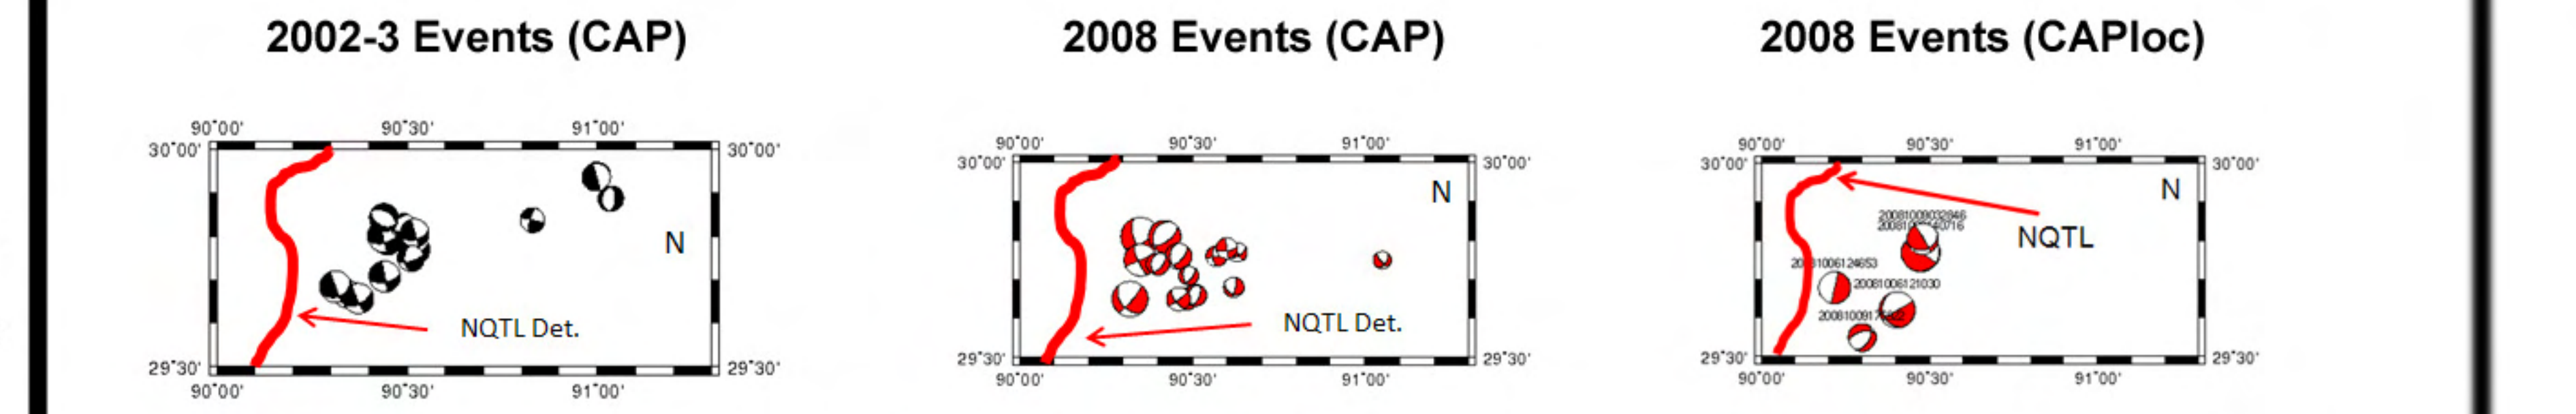 2002-3 Events (CAP)
90°00' 90°30' 91°00'
30°00' 30°00'
N
NQTL Det.
29°30' 29°30'
90°00' 90°30' 91°00'
2008 Events (CAP)
90°00' 90°30' 91°00'
30°00' 30°00'
N
NQTL Det.
29°30' 29°30'
90°00' 90°30' 91°00'
2008 Events (CAPloc)
90°00' 90°30' 91°00'
30°00' 30°00'
N
20081009032846
NQTL
20081006121030
29°30' 29°30'
90°00' 90°30' 91°00'